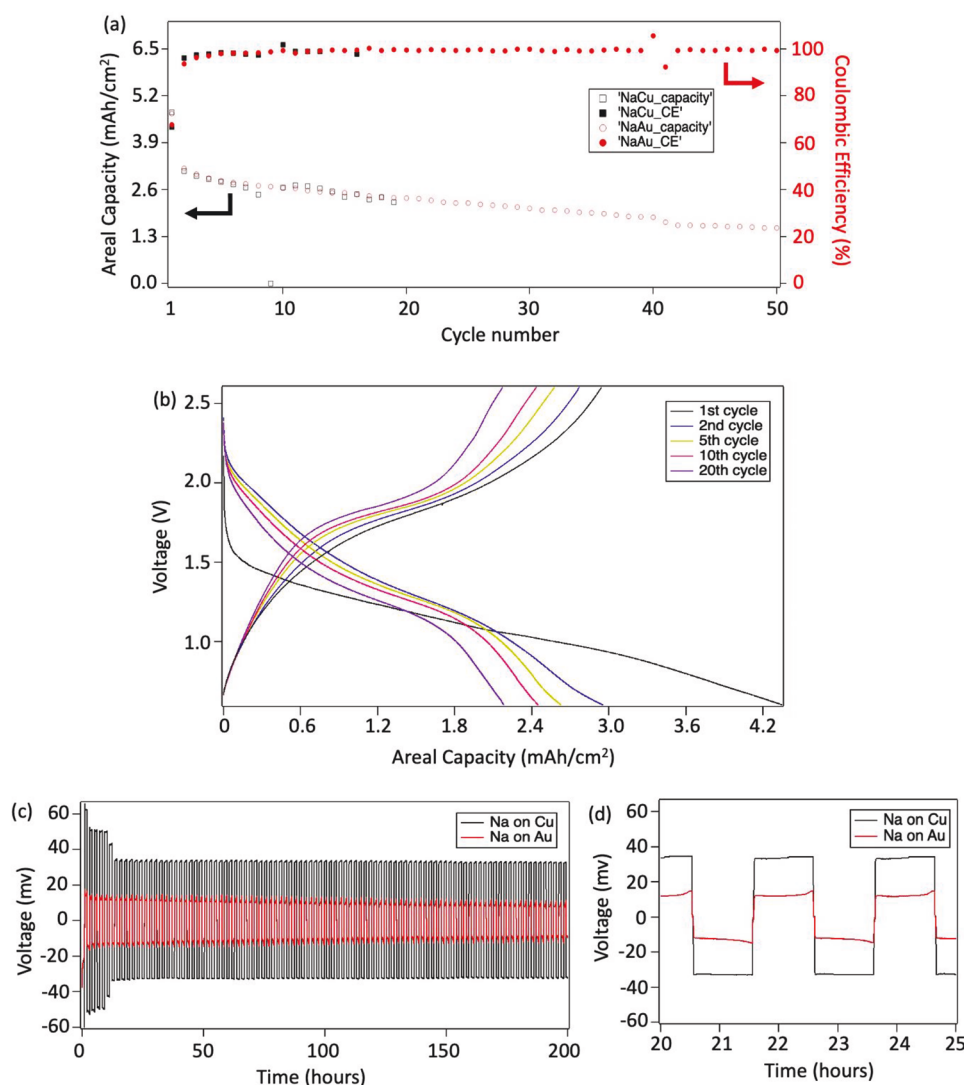 (a)
6.5
5.2
3.9
2.6
1.3
0.0
Areal Capacity (mAh/cm²)
100
80
60
40
20
0
Coulombic Efficiency (%)
'NaCu_capacity'
'NaCu_CE'
'NaAu_capacity'
'NaAu_CE'
1
10
20
30
40
50
Cycle number
(b)
2.5
2.0
1.5
1.0
Voltage (V)
1st cycle
2nd cycle
5th cycle
10th cycle
20th cycle
0
0.6
1.2
1.8
2.4
3.0
3.6
4.2
Areal Capacity (mAh/cm²)
(c)
60
40
20
0
-20
-40
-60
Voltage (mv)
Na on Cu
Na on Au
0
50
100
150
200
Time (hours)
(d)
60
40
20
0
-20
-40
-60
Voltage (mv)
Na on Cu
Na on Au
20
21
22
23
24
25
Time (hours)